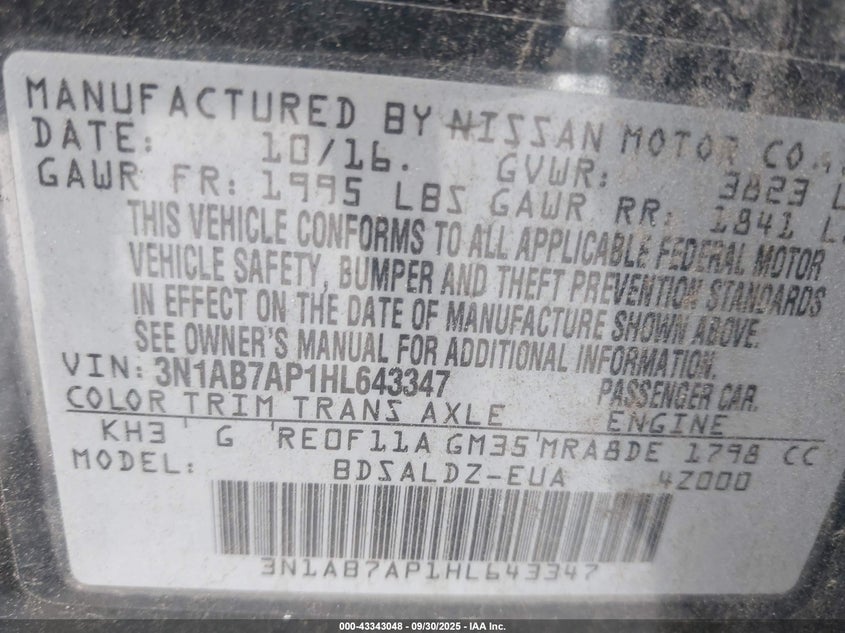 MANUFACTURED BY NISSAN MOTOR CO.
DATE: 10/16. GVWR: 3823 L
GAWR FR: 1995 LBS GAWR RR: 1841 L
THIS VEHICLE CONFORMS TO ALL APPLICABLE FEDERAL MOTOR
VEHICLE SAFETY, BUMPER AND THEFT PREVENTION STANDARDS
IN EFFECT ON THE DATE OF MANUFACTURE SHOWN ABOVE.
SEE OWNER'S MANUAL FOR ADDITIONAL INFORMATION.
VIN: 3N1AB7AP1HL643347 PASSENGER CAR.
COLOR TRIM TRANS AXLE ENGINE
KH3 G RE0F11A GM35 MRA8DE 1798 CC
MODEL: BDSALDZ-EUA 4Z000
3N1AB7AP1HL643347
000-43343048 - 09/30/2025 - IAA Inc.